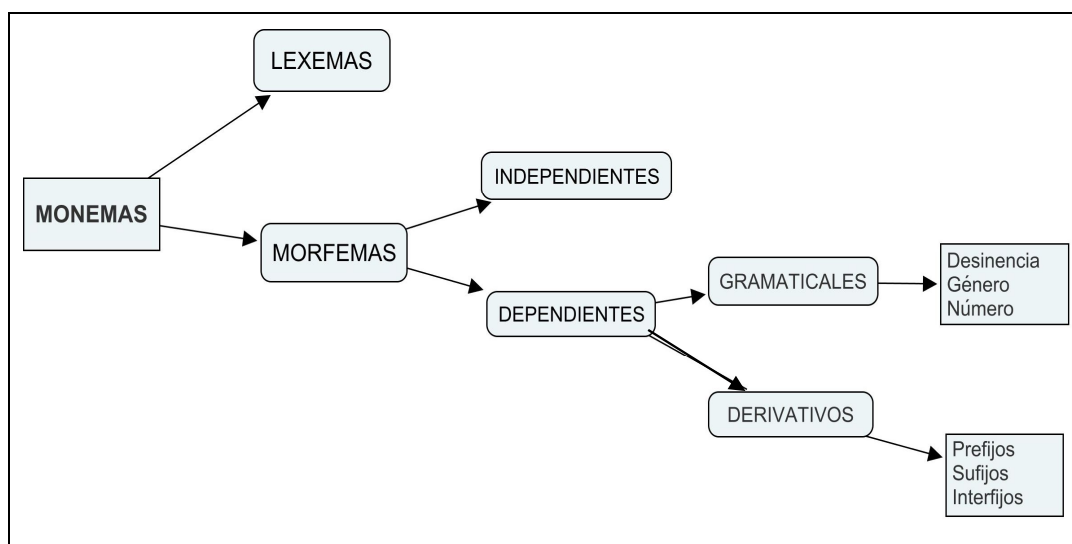 LEXEMAS
MONEMAS
INDEPENDIENTES
MORFEMAS
DEPENDIENTES
GRAMATICALES
Desinencia
Género
Número
DERIVATIVOS
Prefijos
Sufijos
Interfijos